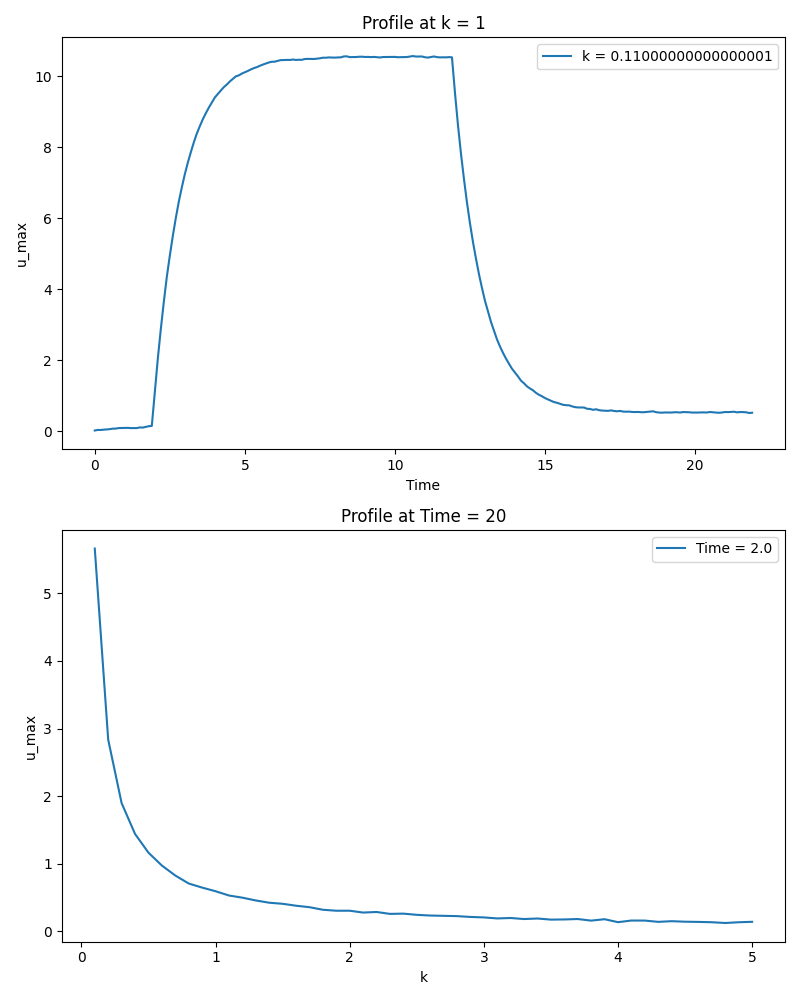 Profile at k = 1
k = 0.11000000000000001
u_max
10
8
6
4
2
0
0 5 10 15 20
Time
Profile at Time = 20
Time = 2.0
u_max
5
4
3
2
1
0
0 1 2 3 4 5
k